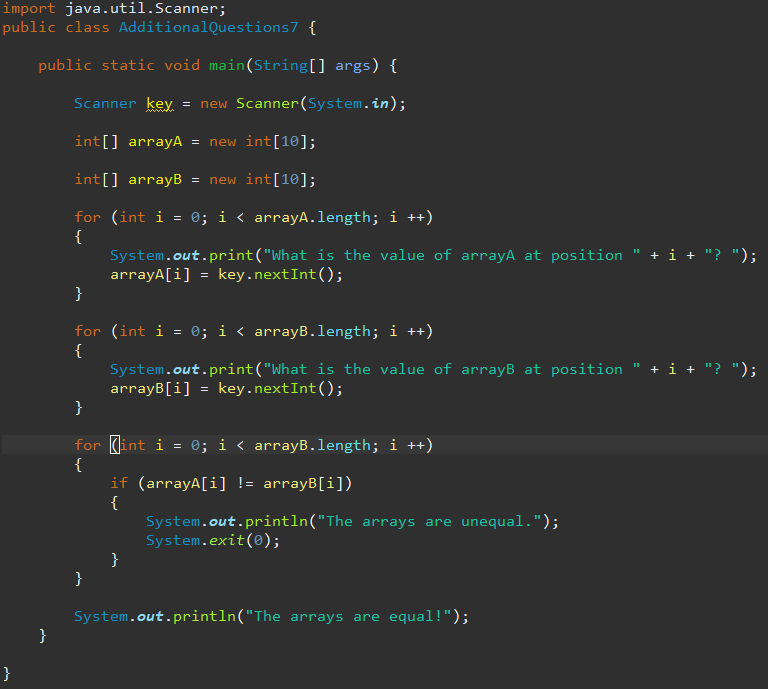 import java.util.Scanner;
public class AdditionalQuestions7 {
public static void main(String[] args) {
Scanner key = new Scanner(System.in);
int[] arrayA = new int[10];
int[] arrayB = new int[10];
for (int i = 0; i < arrayA.length; i ++)
{
System.out.print("What is the value of arrayA at position " + i + "? ");
arrayA[i] = key.nextInt();
}
for (int i = 0; i < arrayB.length; i ++)
{
System.out.print("What is the value of arrayB at position " + i + "? ");
arrayB[i] = key.nextInt();
}
for (int i = 0; i < arrayB.length; i ++)
{
if (arrayA[i] != arrayB[i])
{
System.out.println("The arrays are unequal.");
System.exit(0);
}
}
System.out.println("The arrays are equal!");
}
}